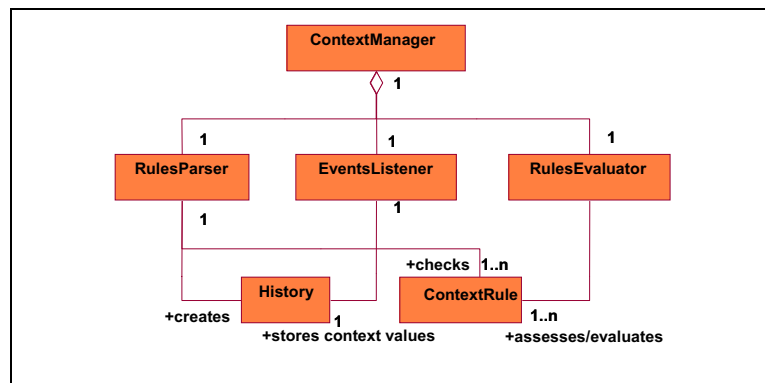 ContextManager
1
1
1
1
RulesParser
EventsListener
RulesEvaluator
1
1
+checks
1..n
History
ContextRule
+creates
1
1..n
+stores context values
+assesses/evaluates